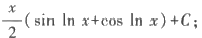 x/2(sin ln x+cos ln x)+C;